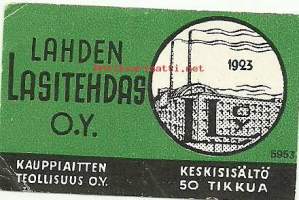 LAHDEN
LASITEHDAS
O.Y.
1923
5953
KAUPPIAITTEN
TEOLLISUUS O.Y.
KESKISISÄLTÖ
50 TIKKUA